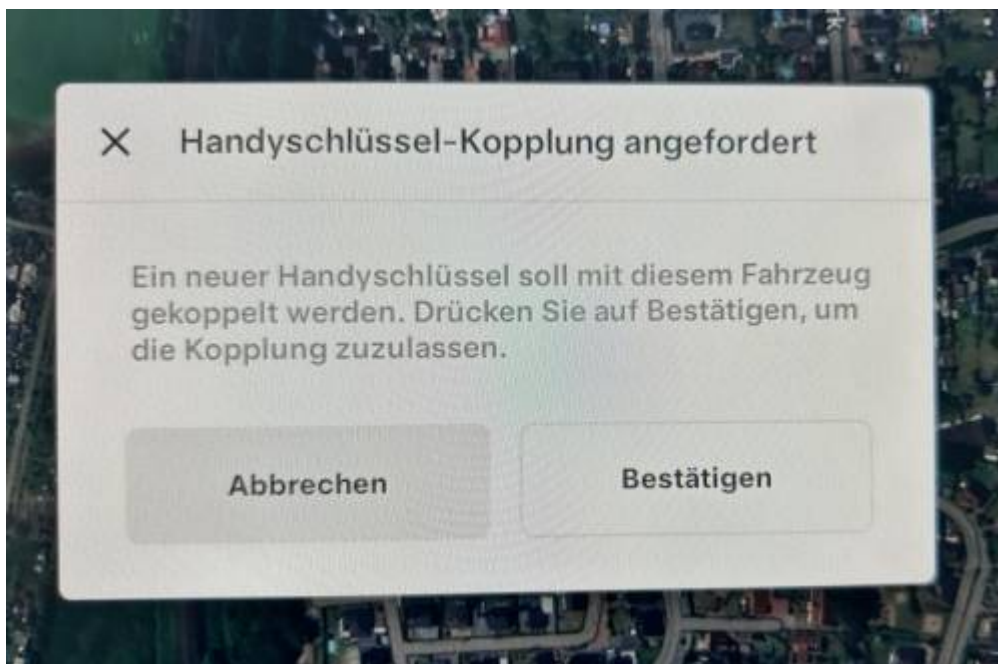 Handyschlüssel-Kopplung angefordert
Ein neuer Handyschlüssel soll mit diesem Fahrzeug
gekoppelt werden. Drücken Sie auf Bestätigen, um
die Kopplung zuzulassen.
Abbrechen
Bestätigen